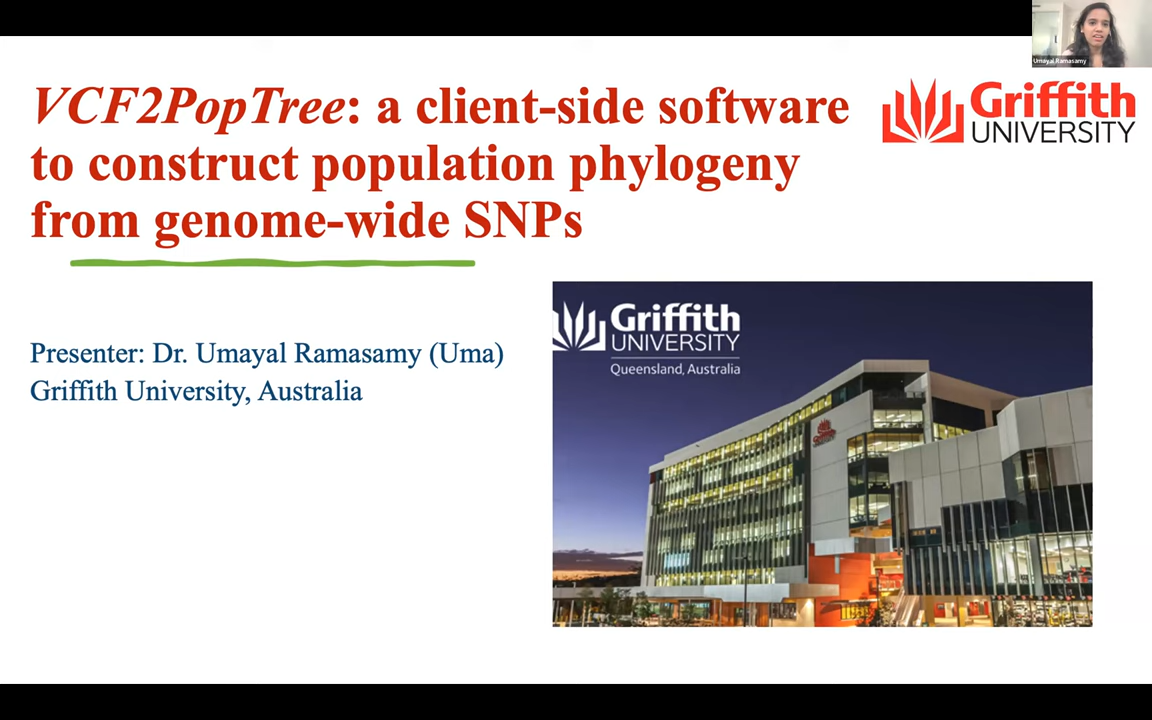 Umayal Ramasamy
VCF2PopTree: a client-side software
to construct population phylogeny
from genome-wide SNPs
Griffith
UNIVERSITY
Presenter: Dr. Umayal Ramasamy (Uma)
Griffith University, Australia
Griffith
UNIVERSITY
Queensland, Australia
Griffith